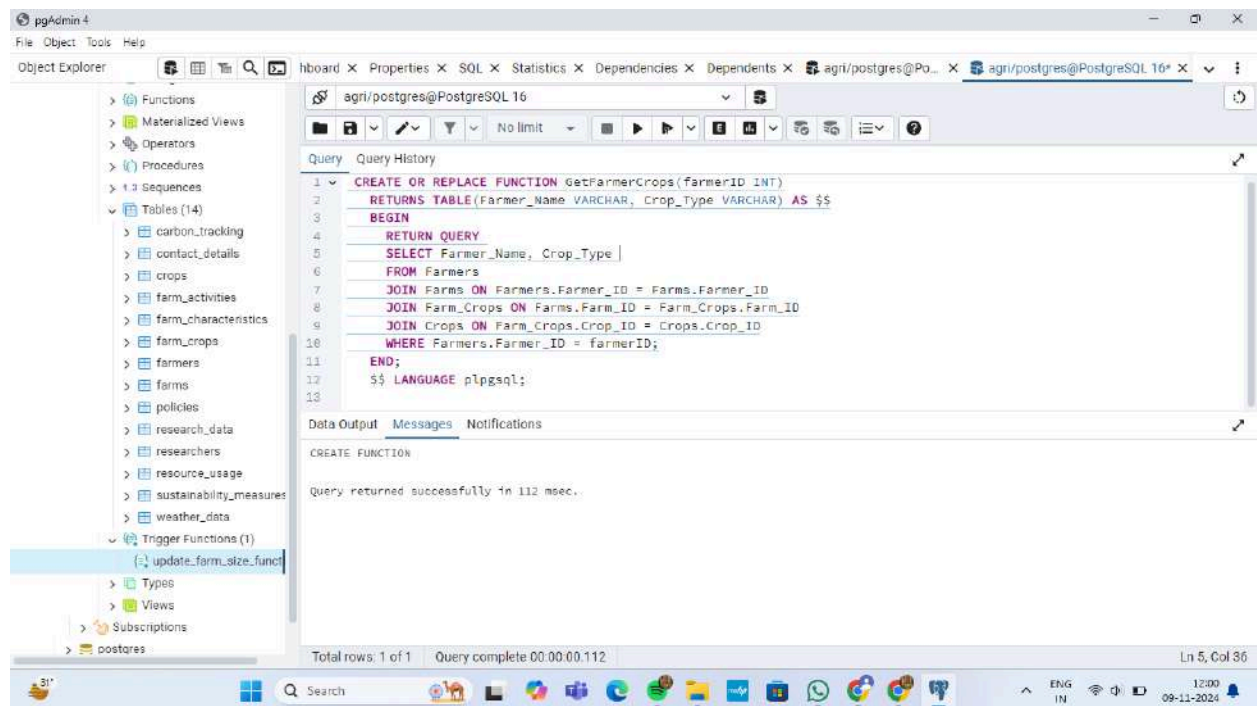 pgAdmin 4
File Object Tools Help
Object Explorer
hboard Properties SQL Statistics Dependencies Dependents agri/postgres@Po... agri/postgres@PostgreSQL 16*
Functions
Materialized Views
Operators
Procedures
1..3 Sequences
Tables (14)
carbon_tracking
contact_details
crops
farm_activities
farm_characteristics
farm_crops
farmers
farms
policies
research_data
researchers
resource_usage
sustainability_measures
weather_data
Trigger Functions (1)
update_farm_size_funct
Types
Views
Subscriptions
postgres
agri/postgres@PostgreSQL 16
No limit
Query Query History
1 CREATE OR REPLACE FUNCTION GetFarmerCrops(farmerID INT)
2 RETURNS TABLE(Farmer_Name VARCHAR, Crop_Type VARCHAR) AS $$
3 BEGIN
4 RETURN QUERY
5 SELECT Farmer_Name, Crop_Type
6 FROM Farmers
7 JOIN Farms ON Farmers.Farmer_ID = Farms.Farmer_ID
8 JOIN Farm_Crops ON Farms.Farm_ID = Farm_Crops.Farm_ID
9 JOIN Crops ON Farm_Crops.Crop_ID = Crops.Crop_ID
10 WHERE Farmers.Farmer_ID = farmerID;
11 END;
12 $$ LANGUAGE plpgsql;
13
Data Output Messages Notifications
CREATE FUNCTION
Query returned successfully in 112 msec.
Total rows: 1 of 1 Query complete 00:00:00.112 Ln 5, Col 36
31°
Search
ENG
IN
12:00
09-11-2024